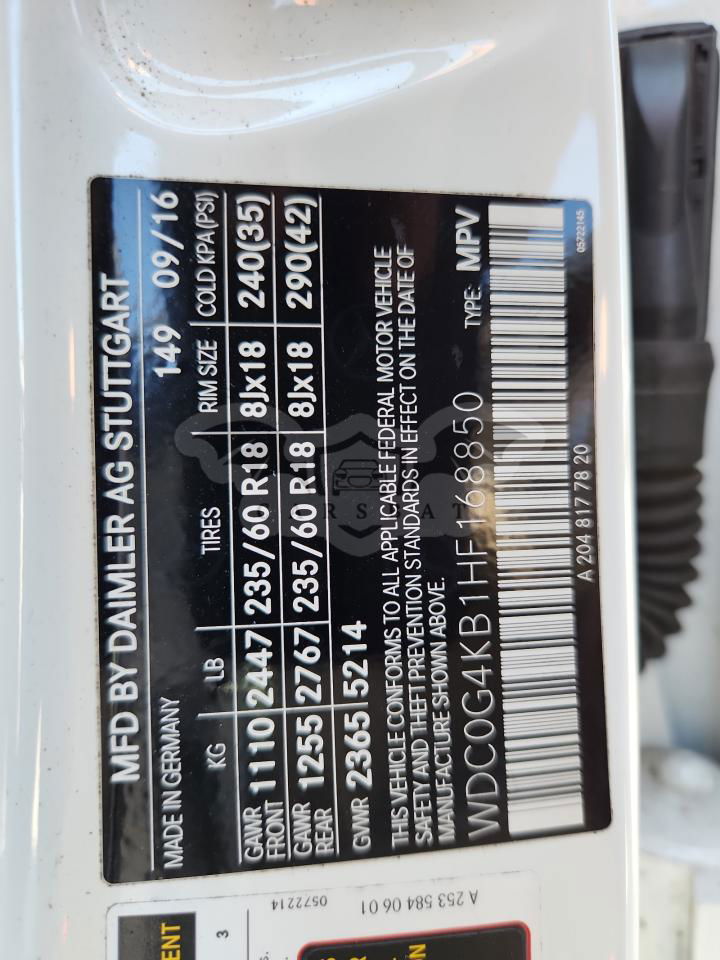 MFD BY DAIMLER AG STUTTGART
MADE IN GERMANY 149 09/16
KG LB TIRES RIM SIZE COLD KPA(PSI)
GAWR FRONT 1110 2447 235/60 R18 8Jx18 240(35)
GAWR REAR 1255 2767 235/60 R18 8Jx18 290(42)
GVWR 2365 5214
THIS VEHICLE CONFORMS TO ALL APPLICABLE FEDERAL MOTOR VEHICLE
SAFETY AND THEFT PREVENTION STANDARDS IN EFFECT ON THE DATE OF
MANUFACTURE SHOWN ABOVE.
WDC0G4KB1HF168850 TYPE: MPV
05722145
A 204 817 78 20
A 253 584 06 01
0572214
3